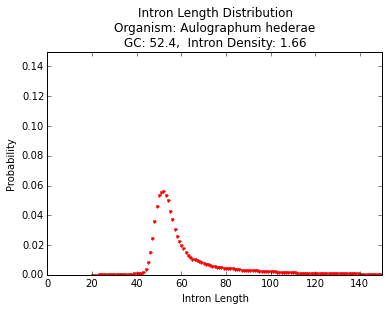 Intron Length Distribution
Organism: Aulographum hederae
GC: 52.4,  Intron Density: 1.66
0.14
0.12
0.10
0.08
0.06
0.04
0.02
0.00
Probability
0 20 40 60 80 100 120 140
Intron Length